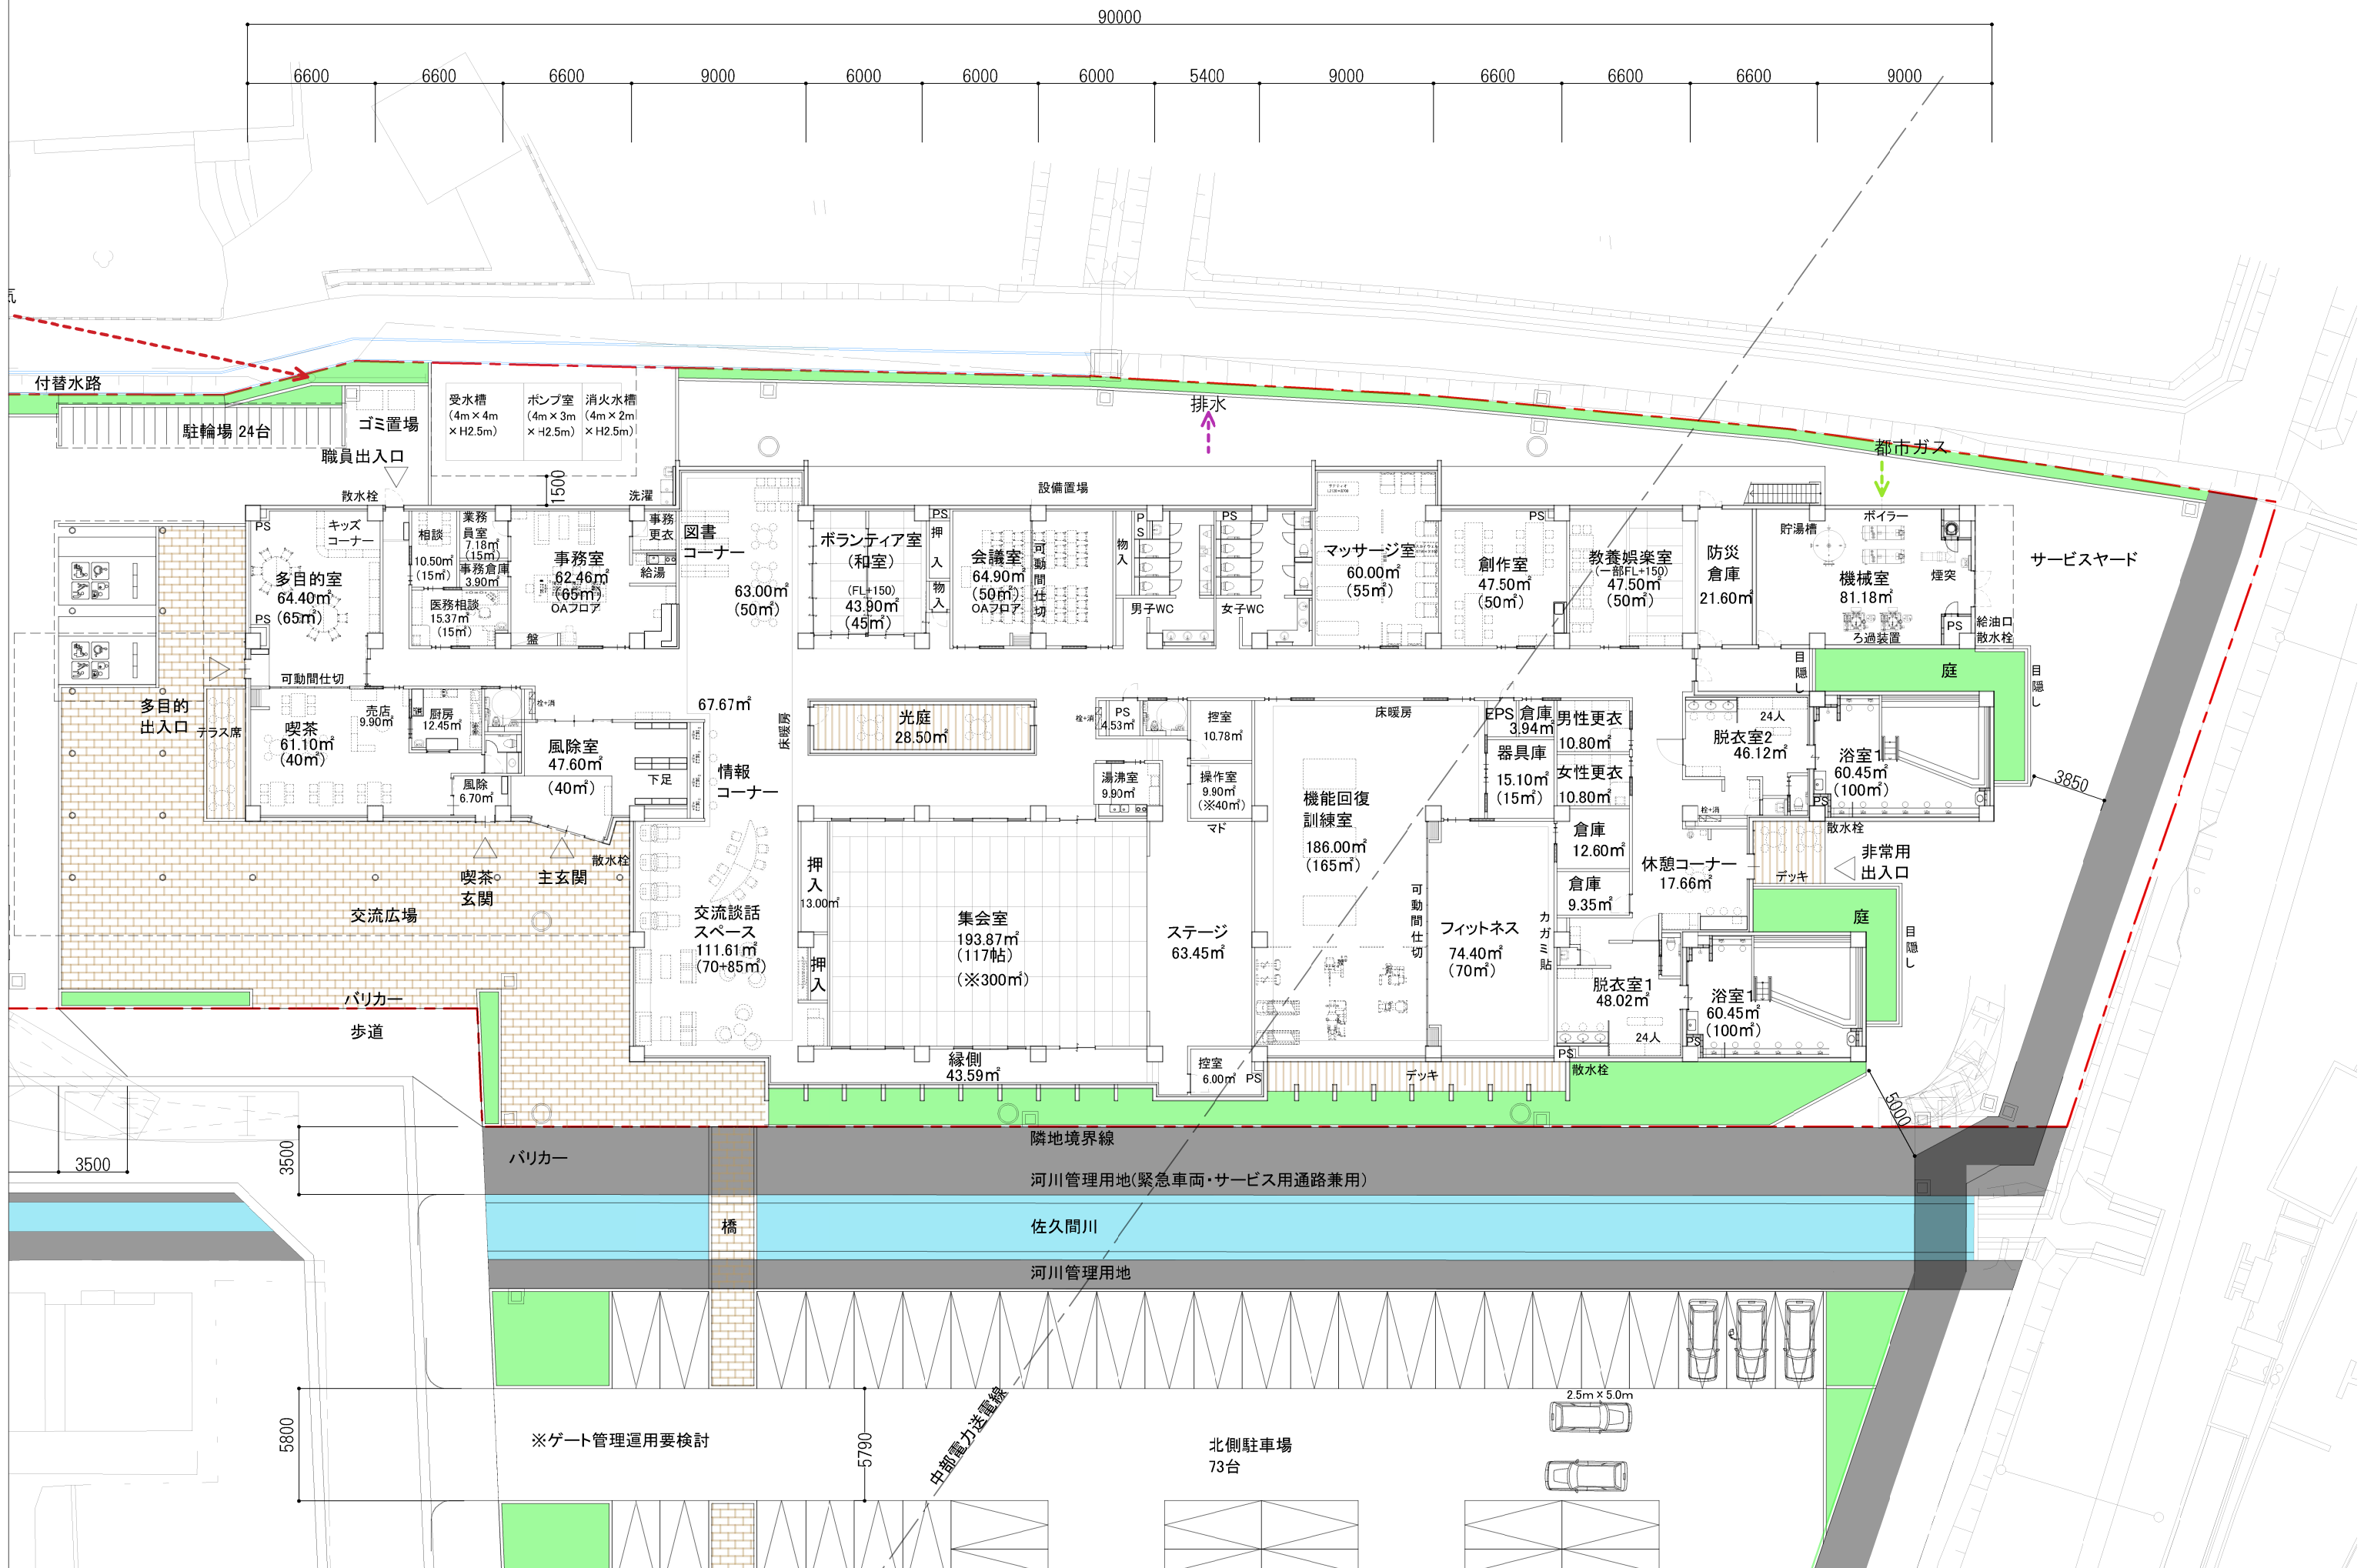 90000
6600
6600
6600
9000
6000
6000
6000
5400
9000
6600
6600
6600
9000
気
付替水路
駐輪場 24台
ゴミ置場
職員出入口
受水槽
(4m×4m
×H2.5m)
ポンプ室
(4m×3m
×H2.5m)
消火水槽
(4m×2m
×H2.5m)
1500
排水
都市ガス
設備置場
散水栓
洗濯
PS
キッズ
コーナー
多目的室
64.40㎡
(65㎡)
PS
可動間仕切
相談
10.50㎡
(15㎡)
業務
員室
7.18㎡
(15㎡)
事務倉庫
3.90㎡
医務相談
15.37㎡
(15㎡)
事務室
62.46㎡
(65㎡)
OAフロア
盤
事務
更衣
給湯
図書
コーナー
63.00㎡
(50㎡)
ボランティア室
(和室)
(FL+150)
43.90㎡
(45㎡)
PS
押入
物入
会議室
64.90㎡
(50㎡)
OAフロア
可動間仕切
物入
PS
男子WC
PS
女子WC
マッサージ室
60.00㎡
(55㎡)
創作室
47.50㎡
(50㎡)
PS
教養娯楽室
(一部FL+150)
47.50㎡
(50㎡)
防災
倉庫
21.60㎡
貯湯槽
ボイラー
機械室
81.18㎡
煙突
ろ過装置
PS
給油口
散水栓
サービスヤード
多目的
出入口
テラス席
喫茶
61.10㎡
(40㎡)
売店
9.90㎡
厨房
12.45㎡
栓+消
風除
6.70㎡
風除室
47.60㎡
(40㎡)
下足
67.67㎡
情報
コーナー
床暖房
光庭
28.50㎡
栓+消
PS
4.53㎡
控室
10.78㎡
湯沸室
9.90㎡
操作室
9.90㎡
(※40㎡)
マド
床暖房
機能回復
訓練室
186.00㎡
(165㎡)
EPS
倉庫
3.94㎡
器具庫
15.10㎡
(15㎡)
男性更衣
10.80㎡
女性更衣
10.80㎡
倉庫
12.60㎡
倉庫
9.35㎡
目隠し
庭
目隠し
24人
脱衣室2
46.12㎡
浴室1
60.45㎡
(100㎡)
PS
栓+消
散水栓
3850
休憩コーナー
17.66㎡
デッキ
非常用
出入口
庭
目隠し
喫茶
玄関
主玄関
散水栓
交流広場
交流談話
スペース
111.61㎡
(70+85㎡)
押入
13.00㎡
押入
集会室
193.87㎡
(117帖)
(※300㎡)
ステージ
63.45㎡
可動間仕切
フィットネス
74.40㎡
(70㎡)
カガミ貼
脱衣室1
48.02㎡
24人
浴室1
60.45㎡
(100㎡)
PS
PS
散水栓
バリカー
歩道
縁側
43.59㎡
控室
6.00㎡
PS
デッキ
5000
3500
3500
バリカー
隣地境界線
河川管理用地(緊急車両・サービス用通路兼用)
橋
佐久間川
河川管理用地
5800
※ゲート管理運用要検討
5790
中部電力送電線
北側駐車場
73台
2.5m×5.0m